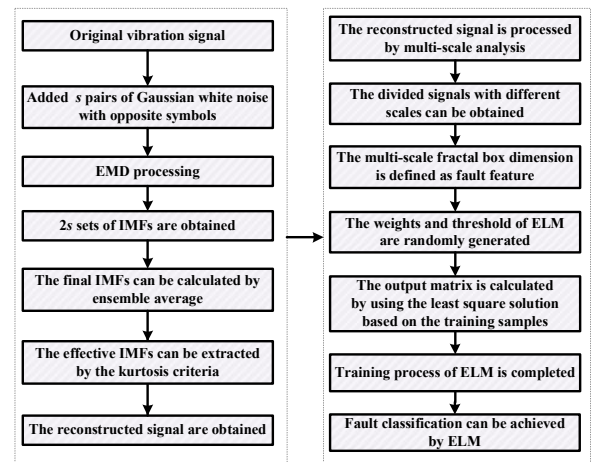 Original vibration signal
Added s pairs of Gaussian white noise
with opposite symbols
EMD processing
2s sets of IMFs are obtained
The final IMFs can be calculated by
ensemble average
The effective IMFs can be extracted
by the kurtosis criteria
The reconstructed signal are obtained
The reconstructed signal is processed
by multi-scale analysis
The divided signals with different
scales can be obtained
The multi-scale fractal box dimension
is defined as fault feature
The weights and threshold of ELM
are randomly generated
The output matrix is calculated
by using the least square solution
based on the training samples
Training process of ELM is completed
Fault classification can be achieved
by ELM